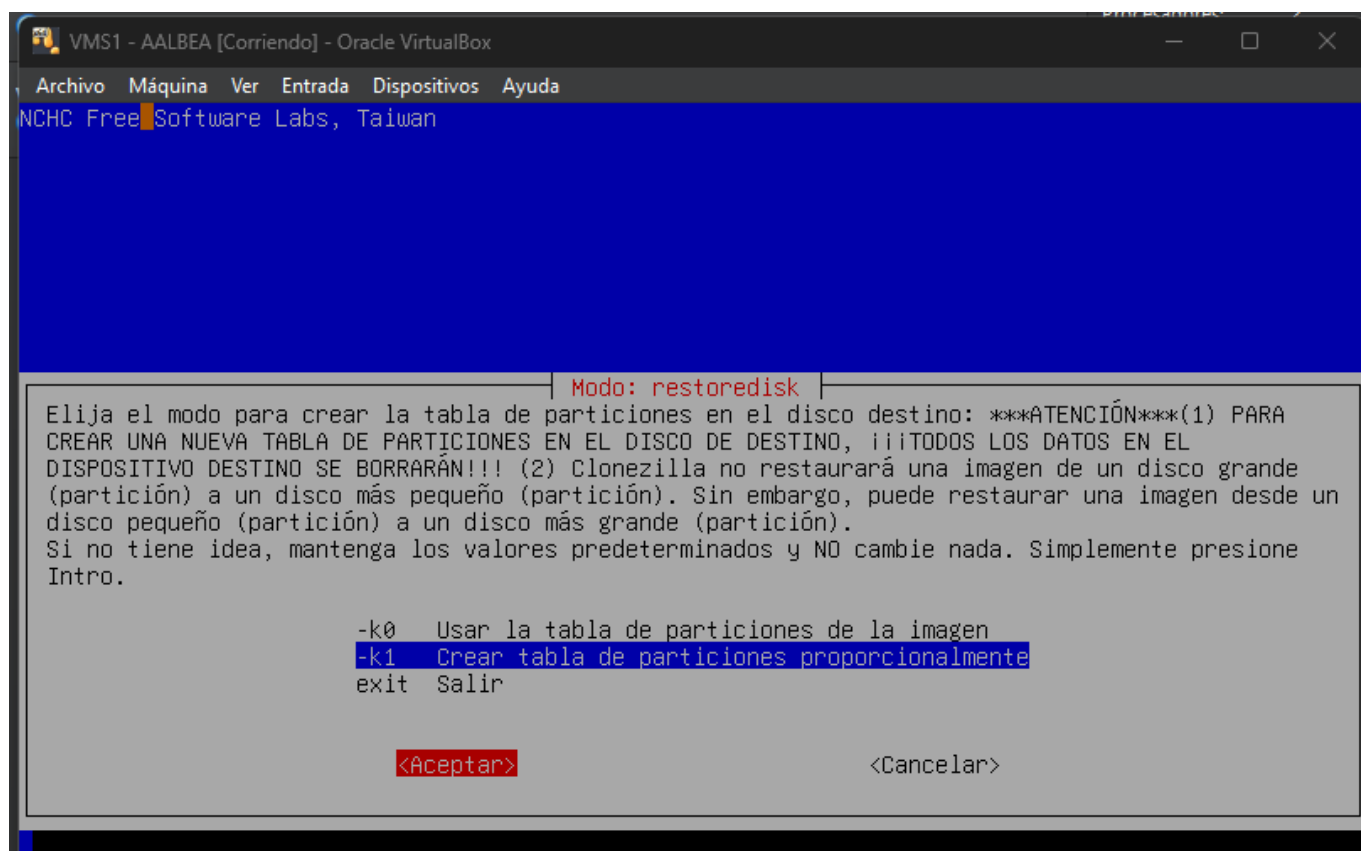 VMS1 - AALBEA [Corriendo] - Oracle VirtualBox
Archivo Máquina Ver Entrada Dispositivos Ayuda
NCHC Free Software Labs, Taiwan
Modo: restoredisk
Elija el modo para crear la tabla de particiones en el disco destino: ***ATENCIÓN***(1) PARA
CREAR UNA NUEVA TABLA DE PARTICIONES EN EL DISCO DE DESTINO, ¡¡¡TODOS LOS DATOS EN EL
DISPOSITIVO DESTINO SE BORRARÁN!!! (2) Clonezilla no restaurará una imagen de un disco grande
(partición) a un disco más pequeño (partición). Sin embargo, puede restaurar una imagen desde un
disco pequeño (partición) a un disco más grande (partición).
Si no tiene idea, mantenga los valores predeterminados y NO cambie nada. Simplemente presione
Intro.
-k0 Usar la tabla de particiones de la imagen
-k1 Crear tabla de particiones proporcionalmente
exit Salir
<Aceptar> <Cancelar>